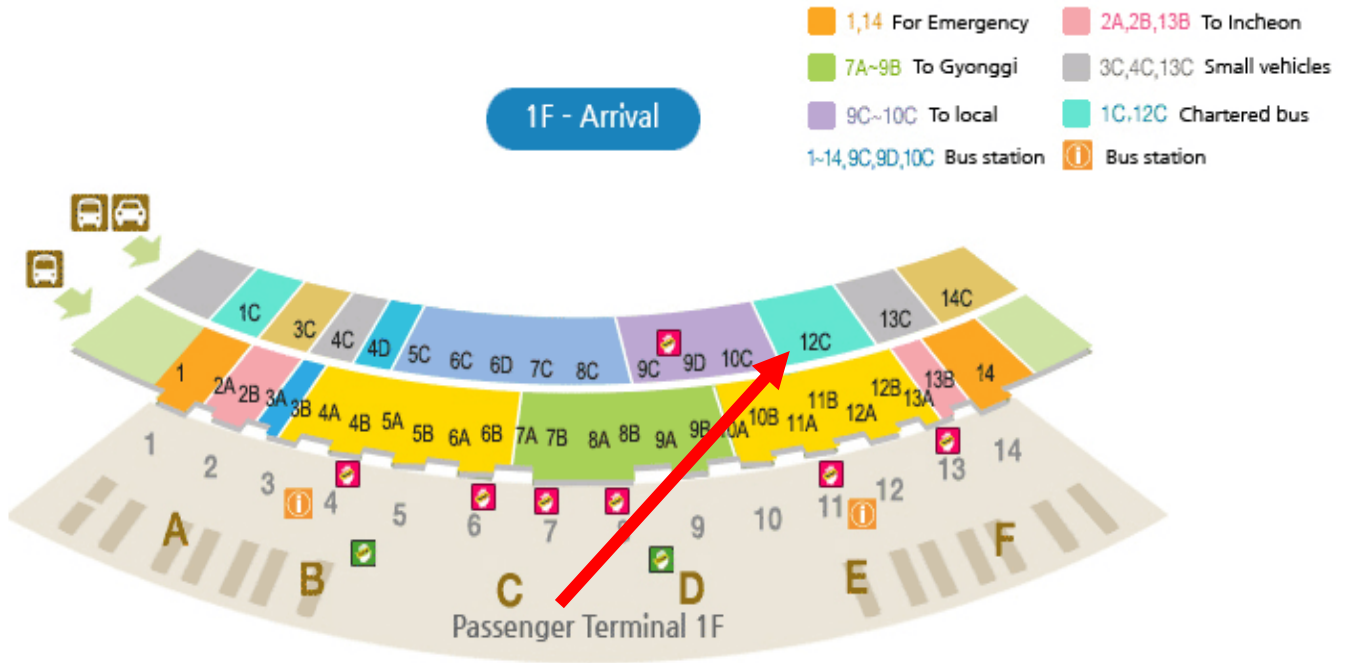 1,14 For Emergency
2A,2B,13B To Incheon
7A~9B To Gyonggi
3C,4C,13C Small vehicles
1F - Arrival
9C~10C To local
1C,12C Chartered bus
1~14,9C,9D,10C Bus station
Bus station
1C 3C 4C 4D 5C 6C 6D 7C 8C 9C 9D 10C 12C 13C 14C
1 2A 2B 3A 3B 4A 4B 5A 5B 6A 6B 7A 7B 8A 8B 9A 9B 10A 10B 11A 11B 12A 12B 13A 13B 14
1 2 3 4 5 6 7 8 9 10 11 12 13 14
A B C D E F
Passenger Terminal 1F